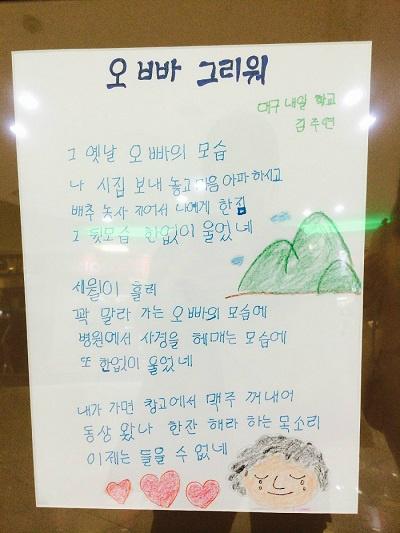 오빠 그리워
대구 내일 학교
김주연
그 옛날 오빠의 모습
나 시집 보내 놓고 마음 아파하시고
배추 농사 지어서 나에게 한짐
그 뒷모습 한없이 울었네
세월이 흘러
꽉 말라 가는 오빠의 모습에
병원에서 사경을 헤매는 모습에
또 한없이 울었네
내가 가면 창고에서 맥주 꺼내어
동상 왔나 한잔 해라 하는 목소리
이제는 들을 수 없네